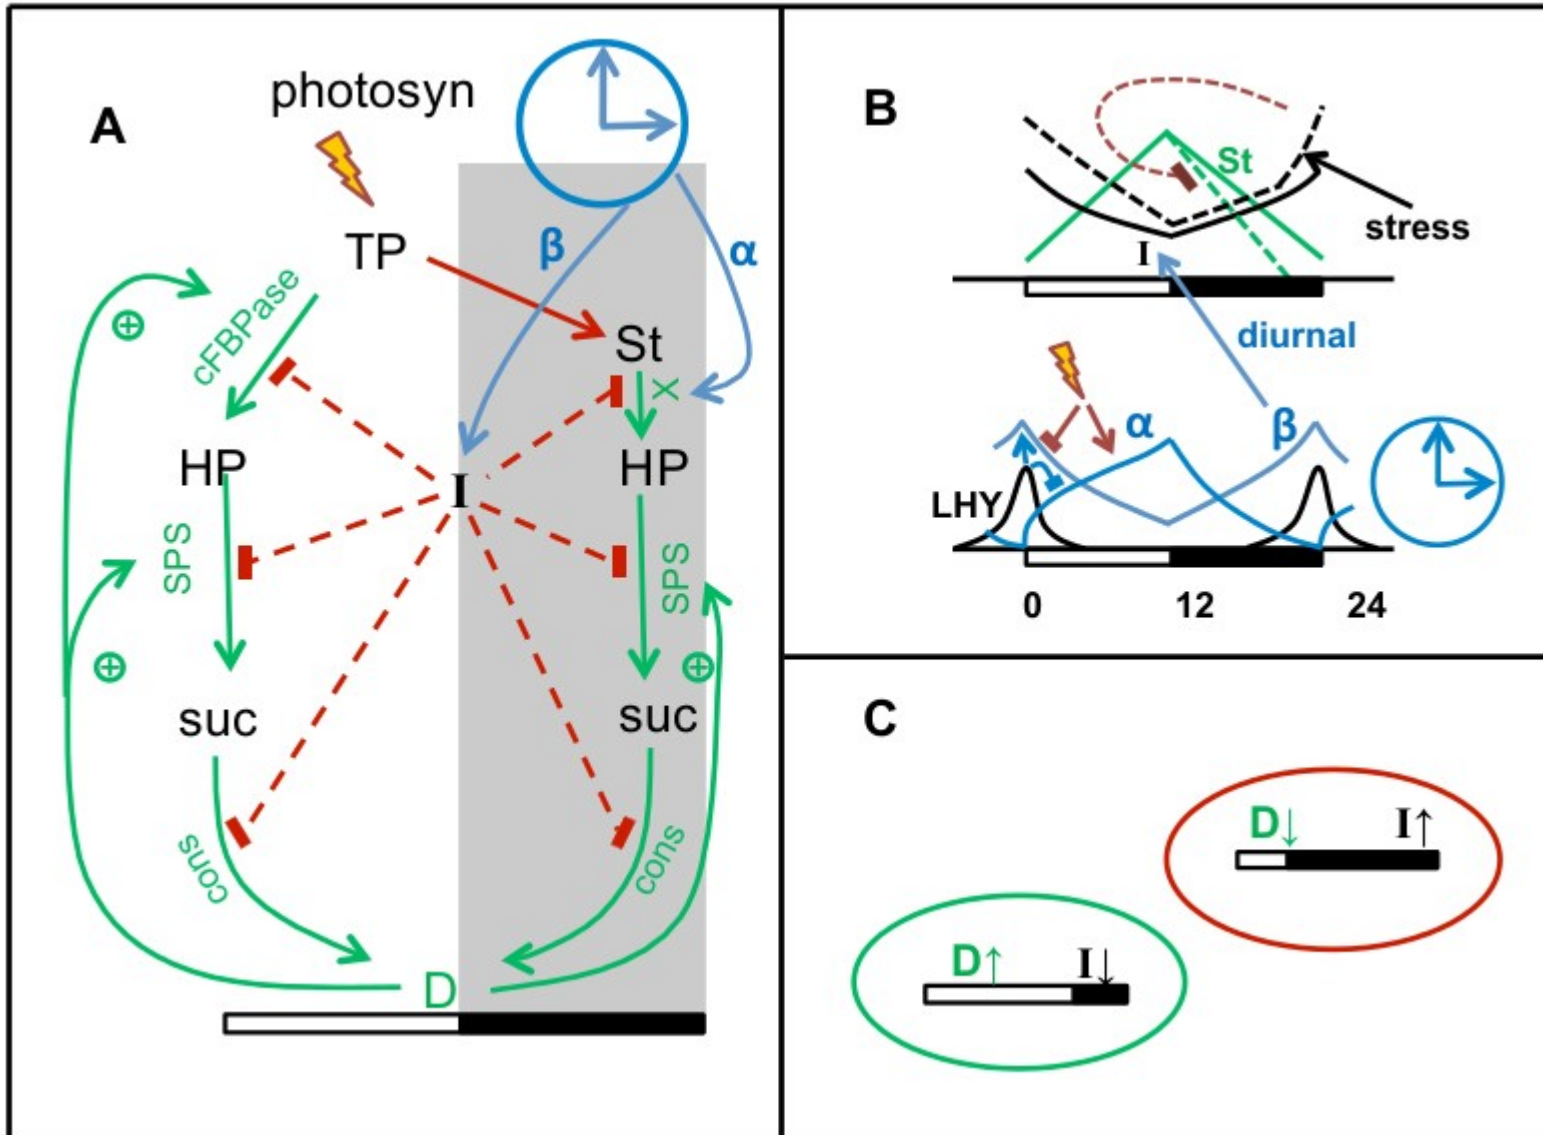 A
photosyn
TP
β
α
cFBPase
St
X
HP
I
HP
SPS
SPS
suc
suc
cons
cons
D
B
St
stress
I
diurnal
α
β
LHY
0 12 24
C
D↓ I↑
D↑ I↓